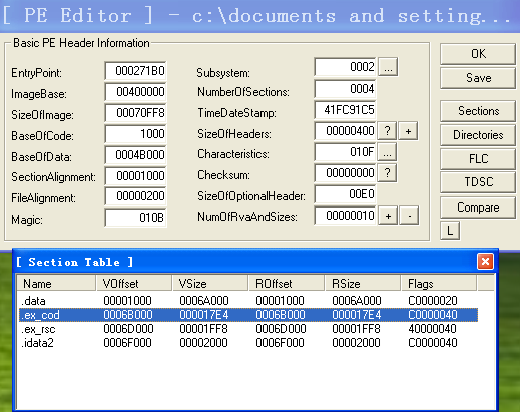 [ PE Editor ] - c:\documents and setting...
Basic PE Header Information
EntryPoint: 000271B0
ImageBase: 00400000
SizeOfImage: 00070FF8
BaseOfCode: 1000
BaseOfData: 0004B000
SectionAlignment: 00001000
FileAlignment: 00000200
Magic: 010B
Subsystem: 0002 ...
NumberOfSections: 0004
TimeDateStamp: 41FC91C5
SizeOfHeaders: 00000400 ? +
Characteristics: 010F ...
Checksum: 00000000 ?
SizeOfOptionalHeader: 00E0
NumOfRvaAndSizes: 00000010 + -
OK
Save
Sections
Directories
FLC
TDSC
Compare
L
[ Section Table ]
Name VOffset VSize ROffset RSize Flags
.data 00001000 0006A000 00001000 0006A000 C0000020
.ex_cod 0006B000 000017E4 0006B000 000017E4 C0000040
.ex_rsc 0006D000 00001FF8 0006D000 00001FF8 40000040
.idata2 0006F000 00002000 0006F000 00002000 C0000040